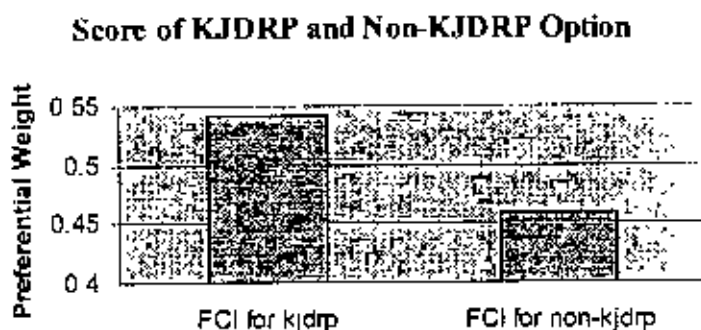 Score of KJDRP and Non-KJDRP Option
Preferential Weight
0.55
0.5
0.45
0.4
FCI for kjdrp
FCI for non-kjdrp